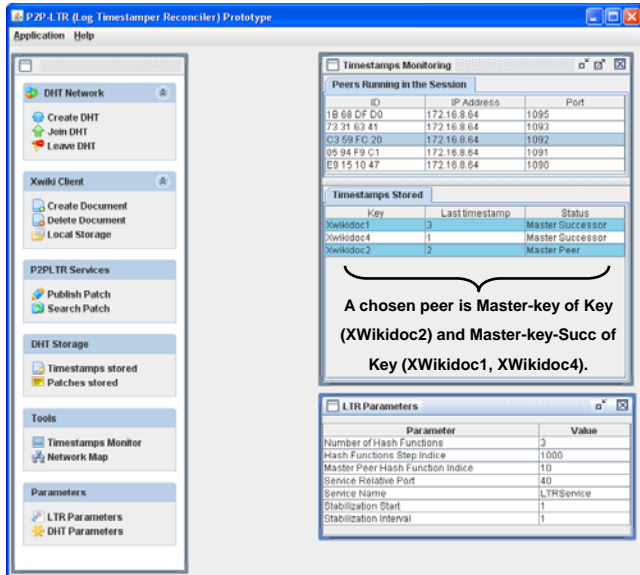 P2P-LTR (Log Timestamper Reconciler) Prototype
Application Help
DHT Network
Create DHT
Join DHT
Leave DHT
Xwiki Client
Create Document
Delete Document
Local Storage
P2PLTR Services
Publish Patch
Search Patch
DHT Storage
Timestamps stored
Patches stored
Tools
Timestamps Monitor
Network Map
Parameters
LTR Parameters
DHT Parameters
Timestamps Monitoring
Peers Running in the Session
ID IP Address Port
1B 68 DF D0 172.16.8.64 1095
73 31 63 41 172.16.8.64 1093
C3 59 FC 20 172.16.8.64 1092
05 94 F9 C1 172.16.8.64 1091
E9 15 10 47 172.16.8.64 1090
Timestamps Stored
Key Last timestamp Status
Xwikidoc1 3 Master Successor
Xwikidoc4 1 Master Successor
Xwikidoc2 2 Master Peer
A chosen peer is Master-key of Key
(XWikidoc2) and Master-key-Succ of
Key (XWikidoc1, XWikidoc4).
LTR Parameters
Parameter Value
Number of Hash Functions 3
Hash Functions Step Indice 1000
Master Peer Hash Function Indice 10
Service Relative Port 40
Service Name LTRService
Stabilization Start 1
Stabilization Interval 1